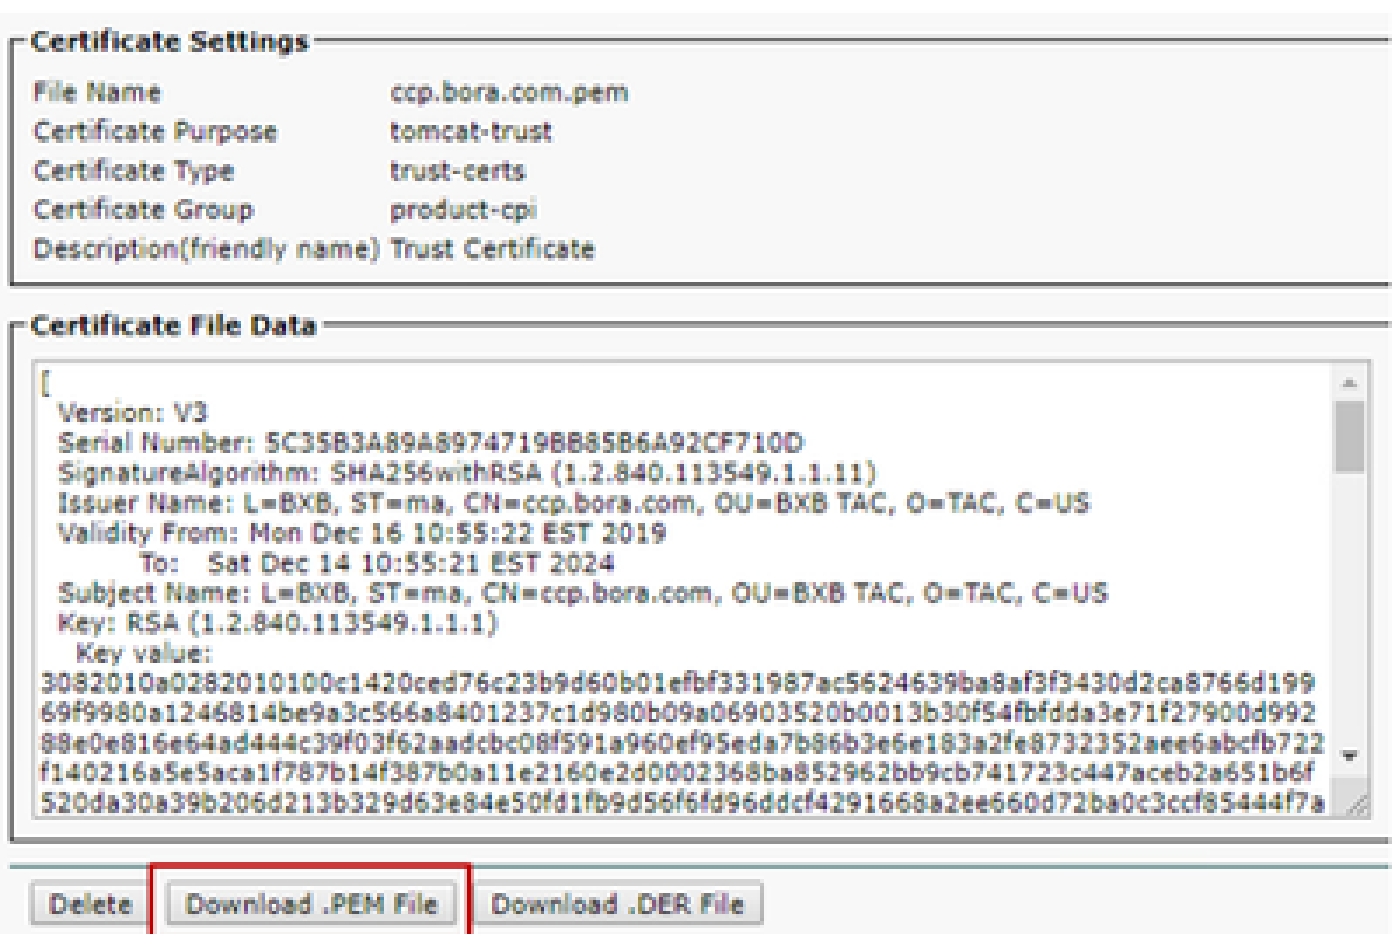 Certificate Settings
File Name ccp.bora.com.pem
Certificate Purpose tomcat-trust
Certificate Type trust-certs
Certificate Group product-cpi
Description(friendly name) Trust Certificate
Certificate File Data
[
Version: V3
Serial Number: 5C35B3A89A8974719BB85B6A92CF710D
SignatureAlgorithm: SHA256withRSA (1.2.840.113549.1.1.11)
Issuer Name: L=BXB, ST=ma, CN=ccp.bora.com, OU=BXB TAC, O=TAC, C=US
Validity From: Mon Dec 16 10:55:22 EST 2019
To: Sat Dec 14 10:55:21 EST 2024
Subject Name: L=BXB, ST=ma, CN=ccp.bora.com, OU=BXB TAC, O=TAC, C=US
Key: RSA (1.2.840.113549.1.1.1)
Key value:
3082010a0282010100c1420ced76c23b9d60b01efbf331987ac5624639ba8af3f3430d2ca8766d199
69f9980a1246814be9a3c566a8401237c1d980b09a06903520b0013b30f54fbfdda3e71f27900d992
88e0e816e64ad444c39f03f62aadcbc08f591a960ef95eda7b86b3e6e183a2fe8732352aee6abcfb722
f140216a5e5aca1f787b14f387b0a11e2160e2d0002368ba852962bb9cb741723c447aceb2a651b6f
520da30a39b206d213b329d63e84e50fd1fb9d56f6fd96ddcf4291668a2ee660d72ba0c3ccf85444f7a
Delete Download .PEM File Download .DER File